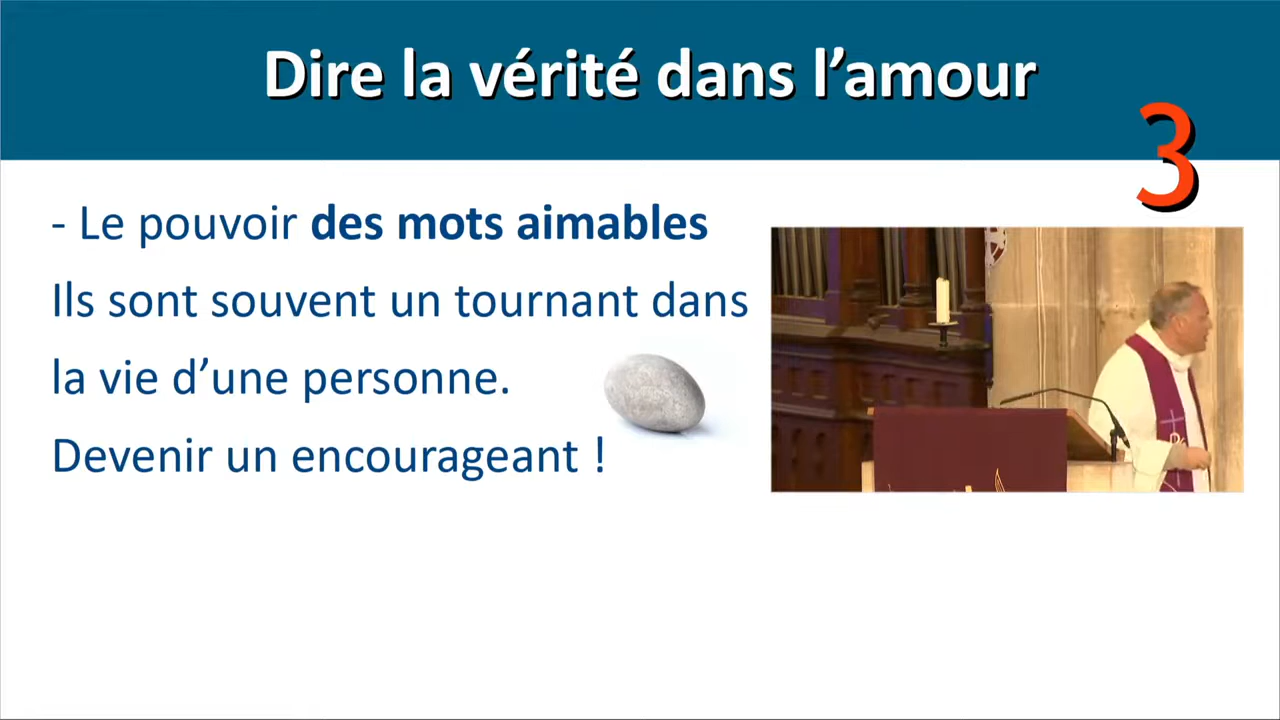 Dire la vérité dans l’amour
3
- Le pouvoir des mots aimables
Ils sont souvent un tournant dans
la vie d’une personne.
Devenir un encourageant !